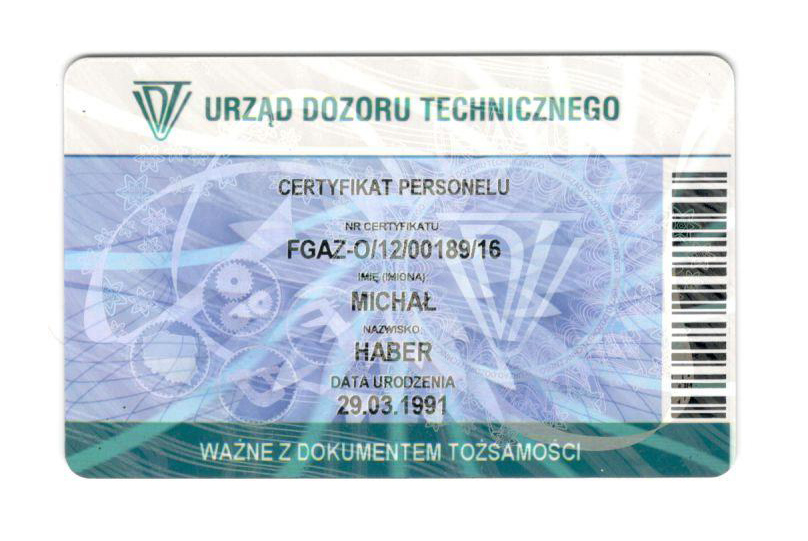 UDT URZĄD DOZORU TECHNICZNEGO
CERTYFIKAT PERSONELU
NR CERTYFIKATU:
FGAZ-O/12/00189/16
IMIĘ (IMIONA):
MICHAŁ
NAZWISKO:
HABER
DATA URODZENIA
29.03.1991
WAŻNE Z DOKUMENTEM TOŻSAMOŚCI